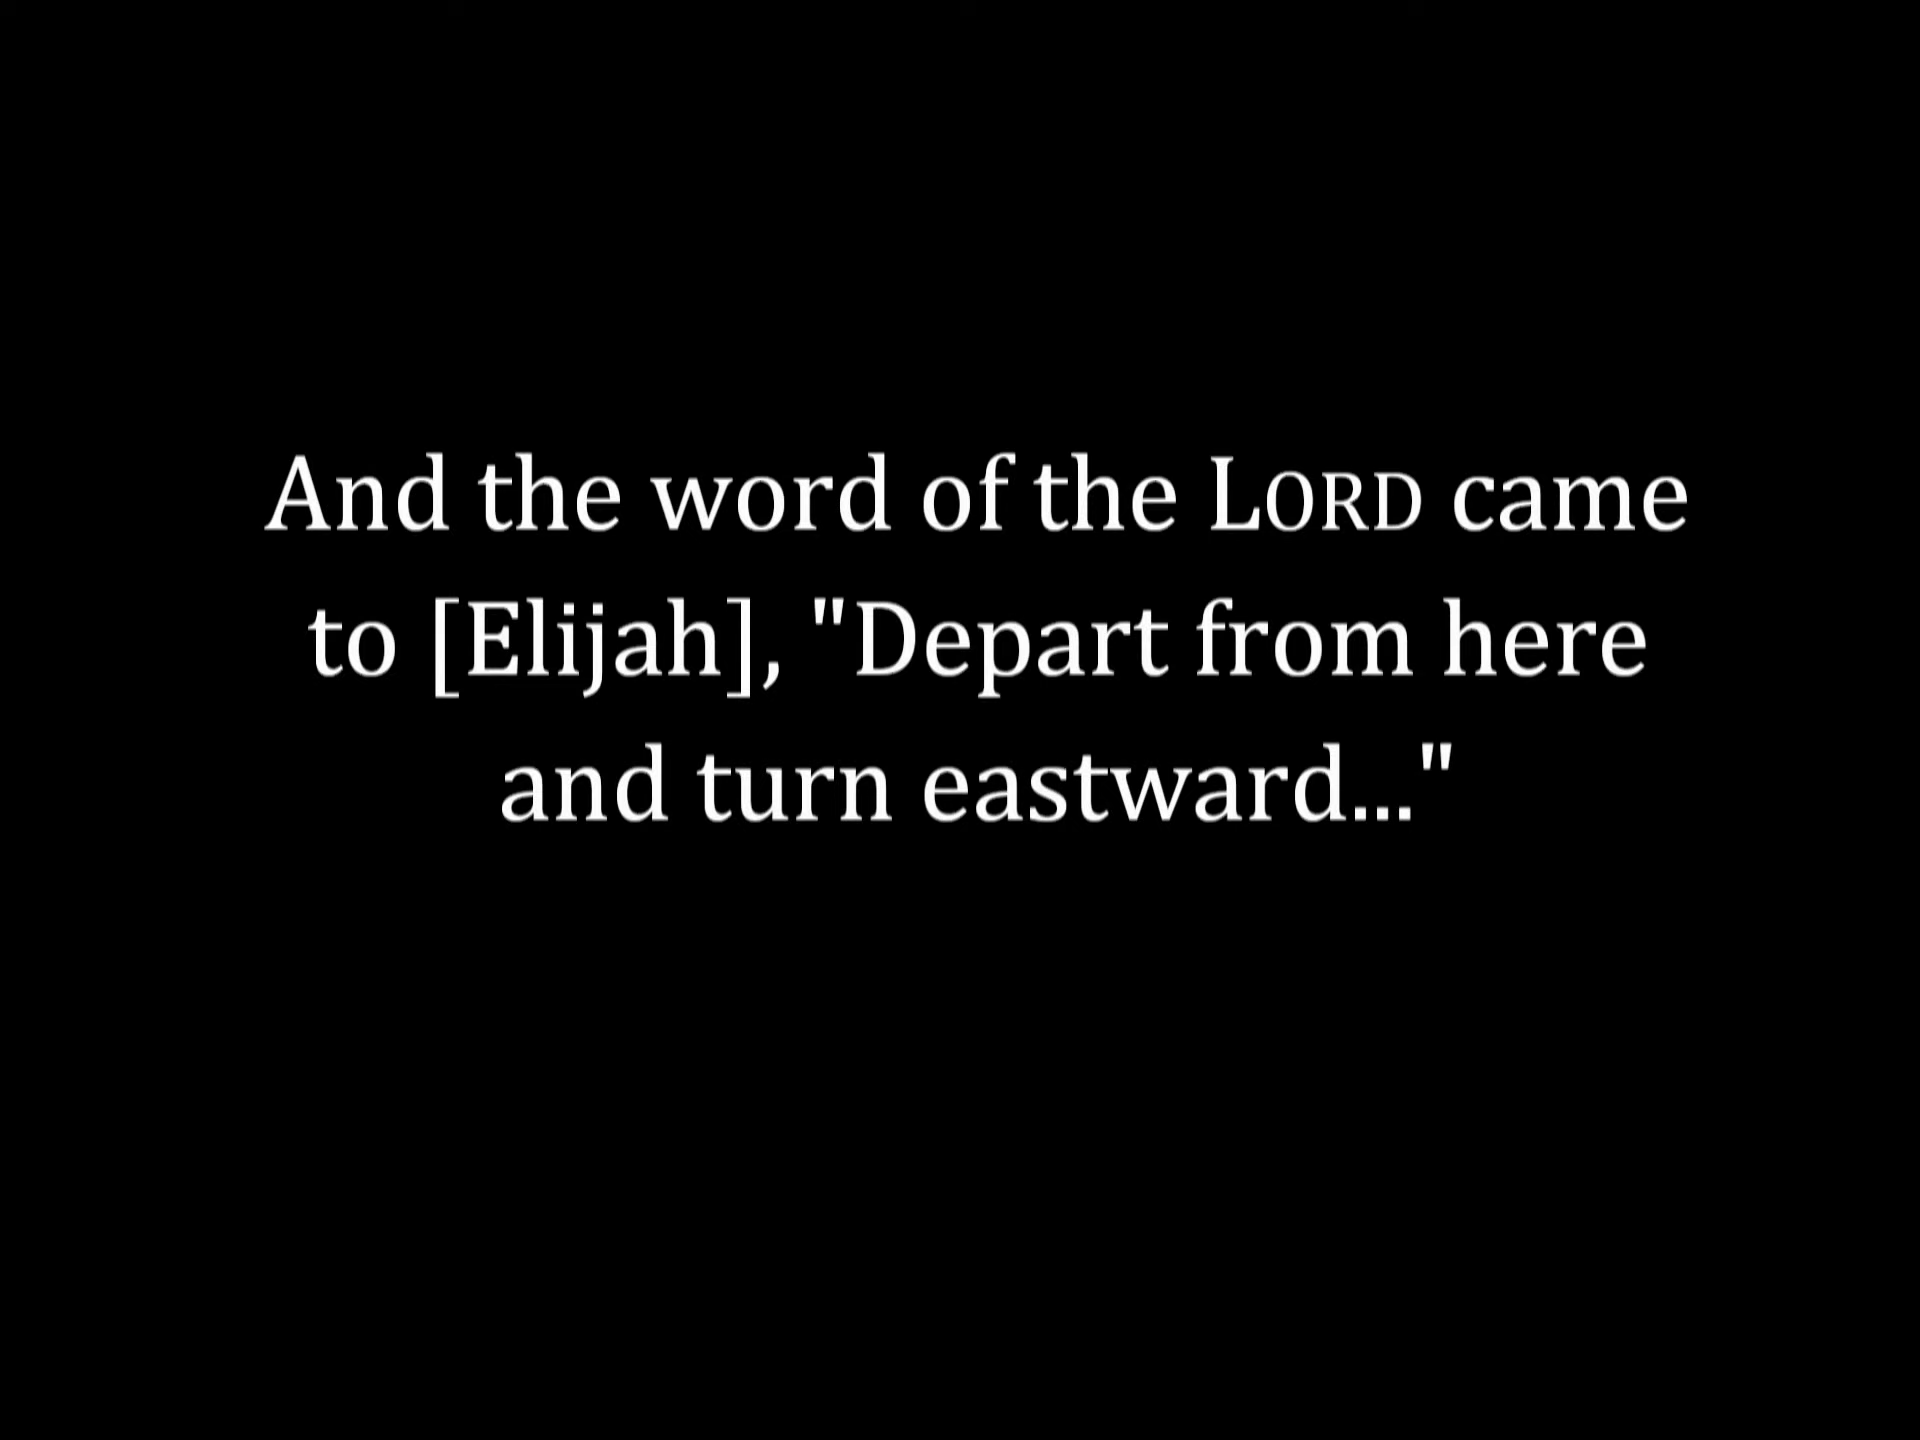 And the word of the LORD came
to [Elijah], "Depart from here
and turn eastward..."